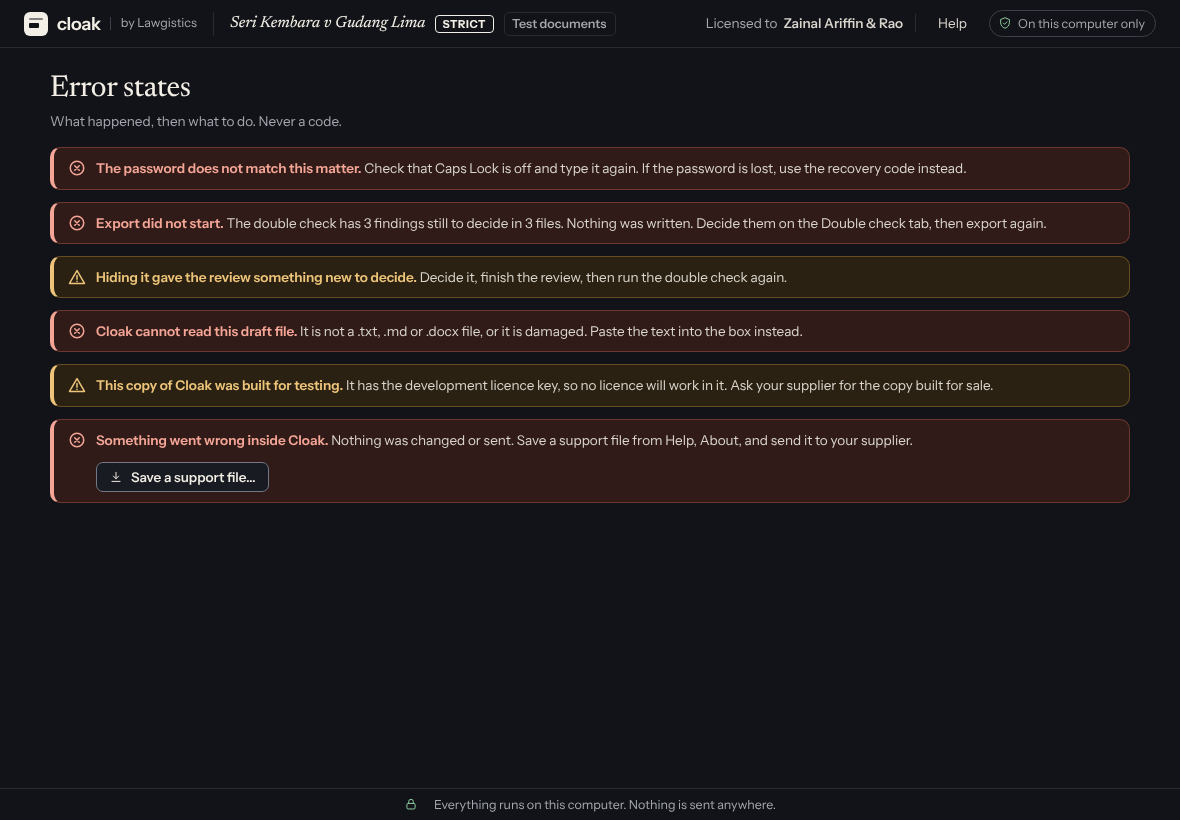 cloak by Lawgistics Seri Kembara v Gudang Lima STRICT Test documents Licensed to Zainal Ariffin & Rao Help On this computer only
Error states
What happened, then what to do. Never a code.
The password does not match this matter. Check that Caps Lock is off and type it again. If the password is lost, use the recovery code instead.
Export did not start. The double check has 3 findings still to decide in 3 files. Nothing was written. Decide them on the Double check tab, then export again.
Hiding it gave the review something new to decide. Decide it, finish the review, then run the double check again.
Cloak cannot read this draft file. It is not a .txt, .md or .docx file, or it is damaged. Paste the text into the box instead.
This copy of Cloak was built for testing. It has the development licence key, so no licence will work in it. Ask your supplier for the copy built for sale.
Something went wrong inside Cloak. Nothing was changed or sent. Save a support file from Help, About, and send it to your supplier.
Save a support file...
Everything runs on this computer. Nothing is sent anywhere.